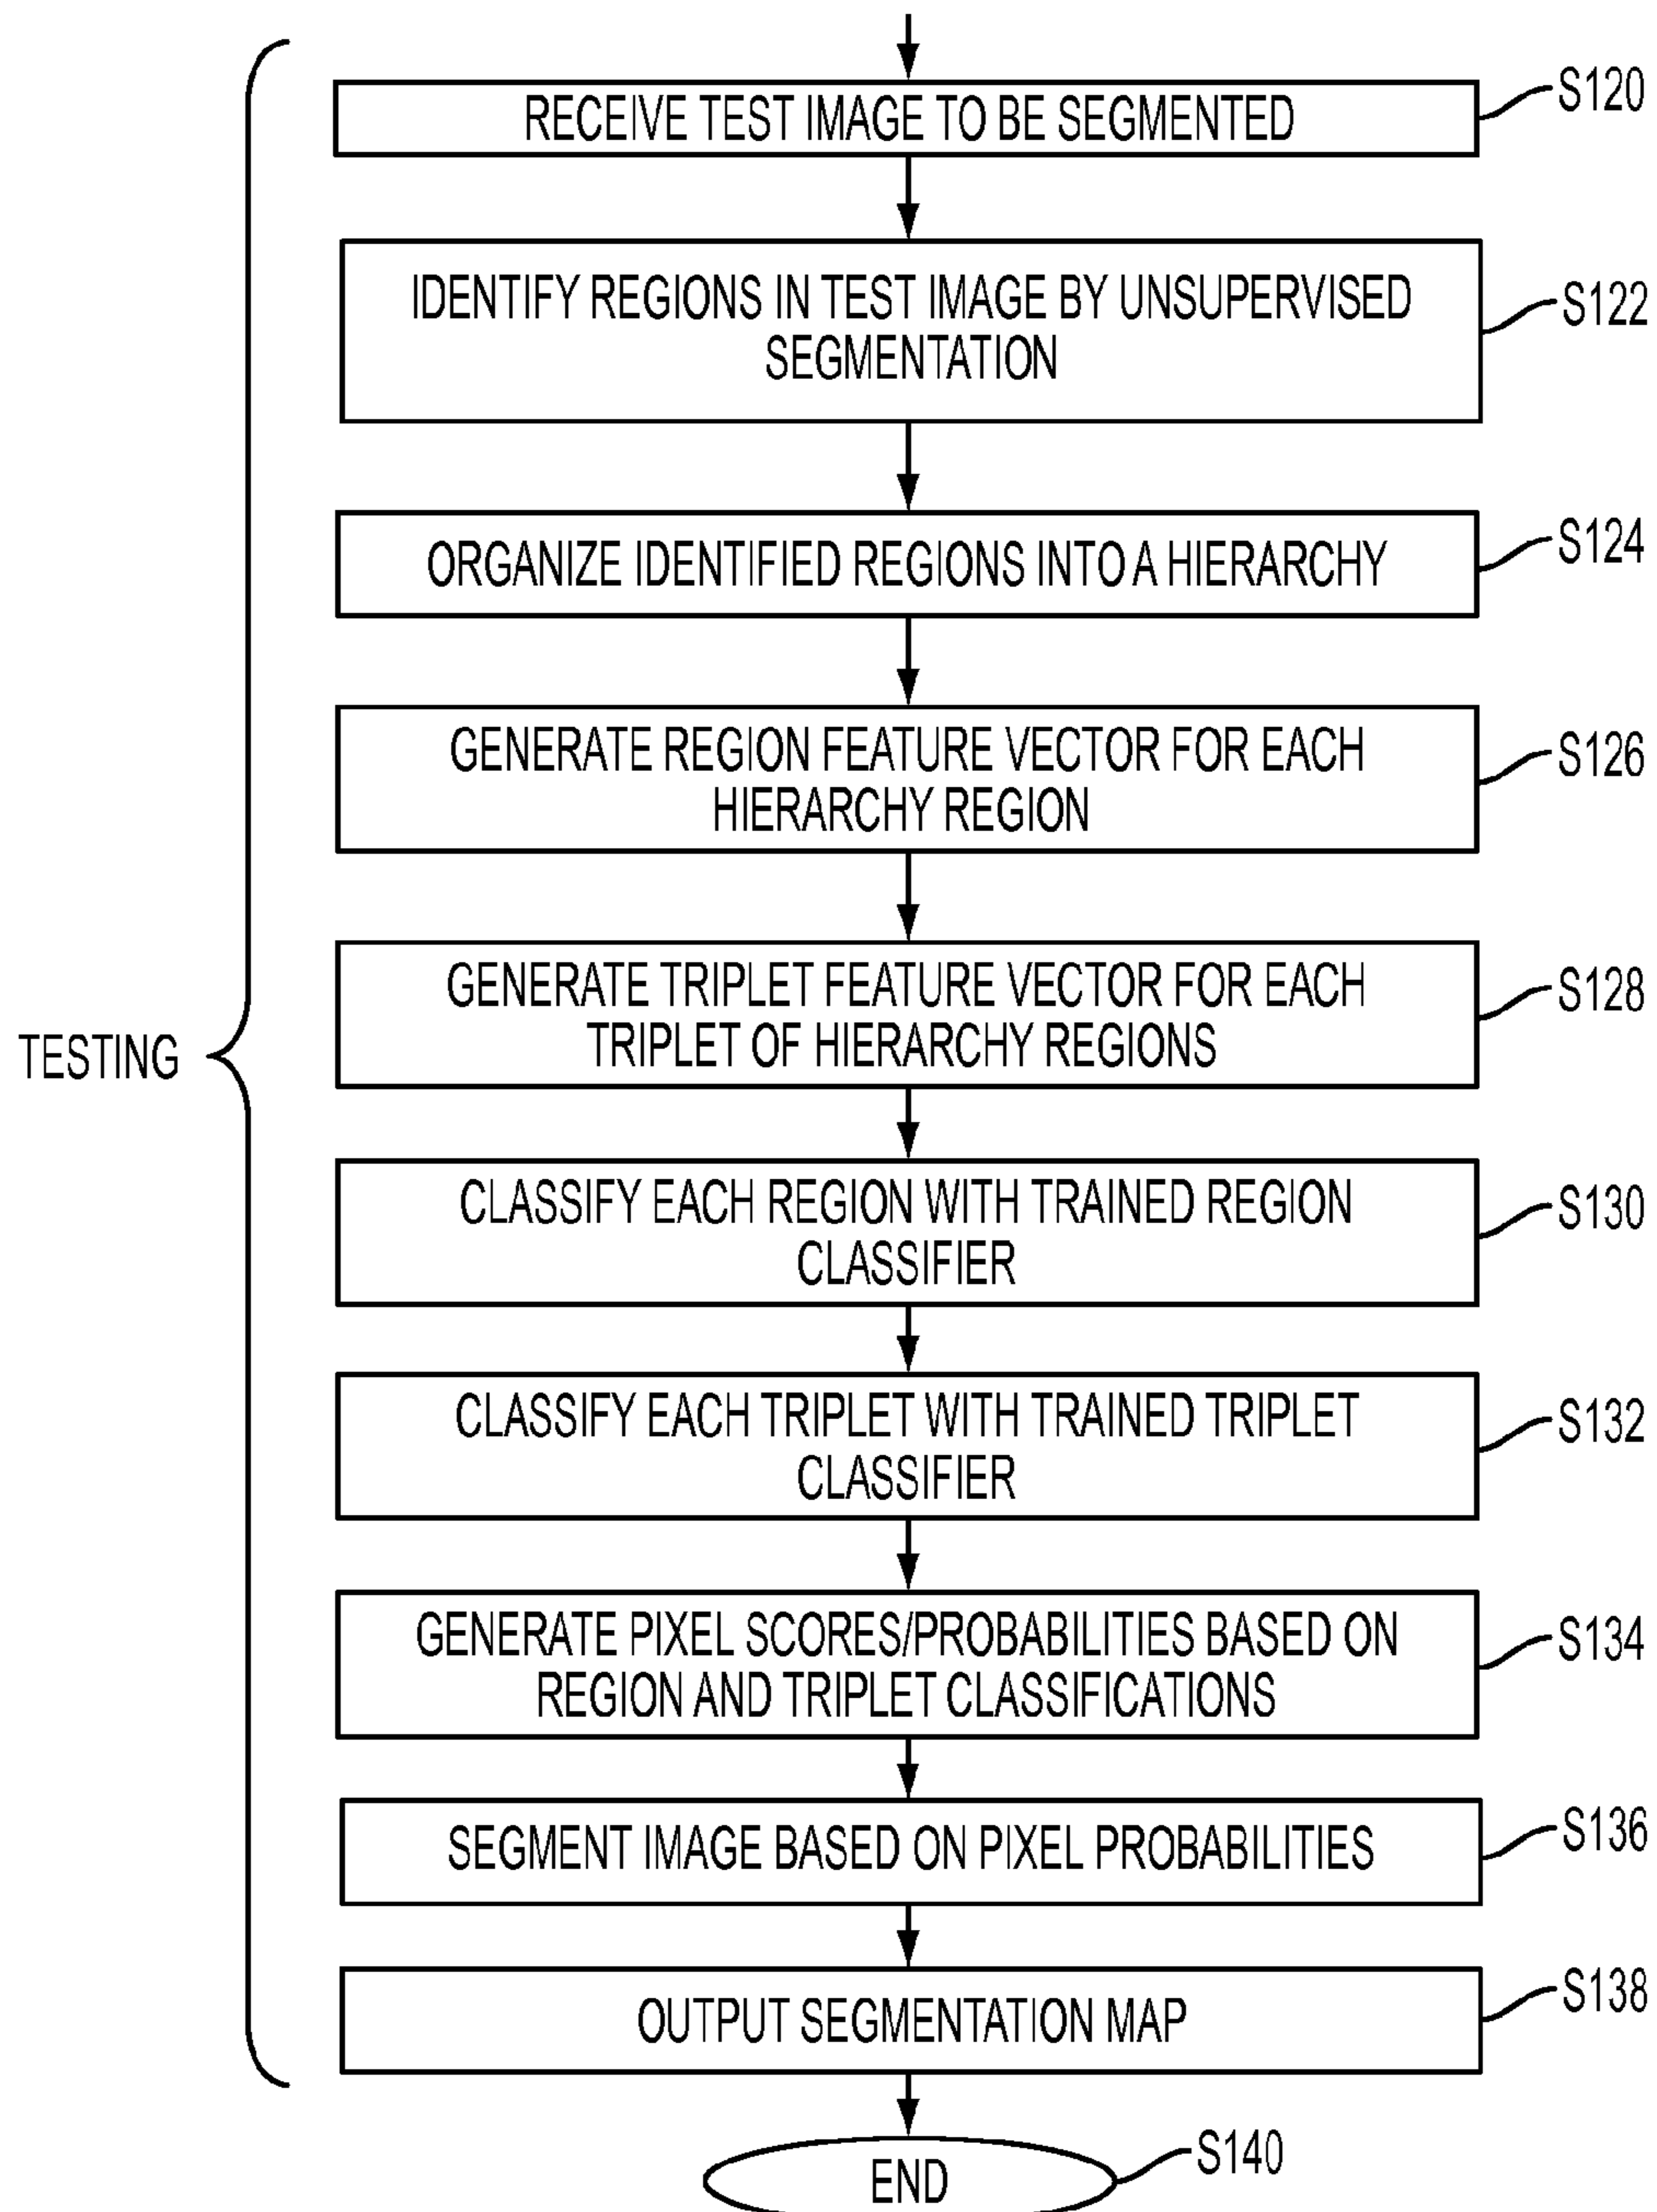 RECEIVE TEST IMAGE TO BE SEGMENTED
S120
IDENTIFY REGIONS IN TEST IMAGE BY UNSUPERVISED
SEGMENTATION
S122
ORGANIZE IDENTIFIED REGIONS INTO A HIERARCHY
S124
GENERATE REGION FEATURE VECTOR FOR EACH
HIERARCHY REGION
S126
GENERATE TRIPLET FEATURE VECTOR FOR EACH
TRIPLET OF HIERARCHY REGIONS
S128
TESTING
CLASSIFY EACH REGION WITH TRAINED REGION
CLASSIFIER
S130
CLASSIFY EACH TRIPLET WITH TRAINED TRIPLET
CLASSIFIER
S132
GENERATE PIXEL SCORES/PROBABILITIES BASED ON
REGION AND TRIPLET CLASSIFICATIONS
S134
SEGMENT IMAGE BASED ON PIXEL PROBABILITIES
S136
OUTPUT SEGMENTATION MAP
S138
END
S140